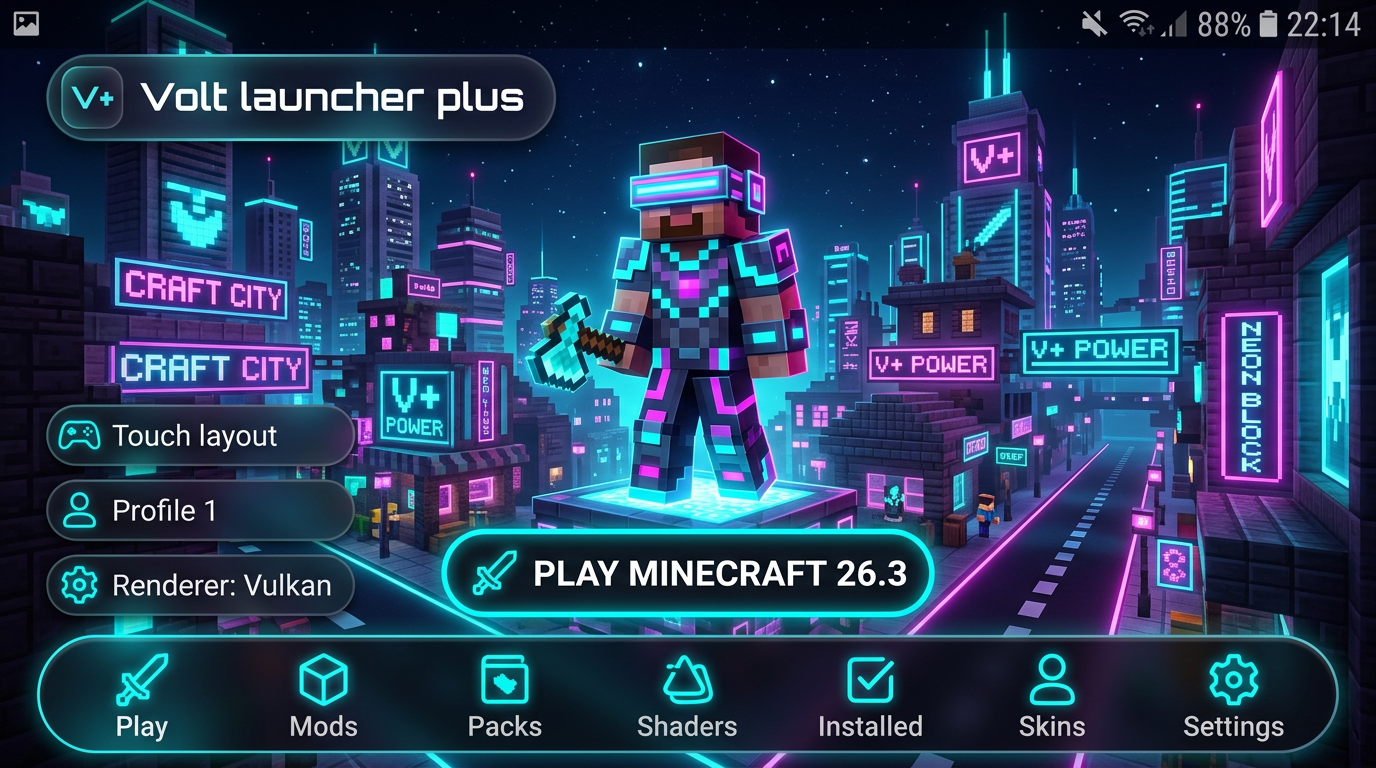 88% 22:14
V+ Volt launcher plus
V+
CRAFT CITY
CRAFT CITY
V+
POWER
V+ POWER
V+ POWER
NEON BLOCK
Touch layout
Profile 1
Renderer: Vulkan
PLAY MINECRAFT 26.3
Play
Mods
Packs
Shaders
Installed
Skins
Settings